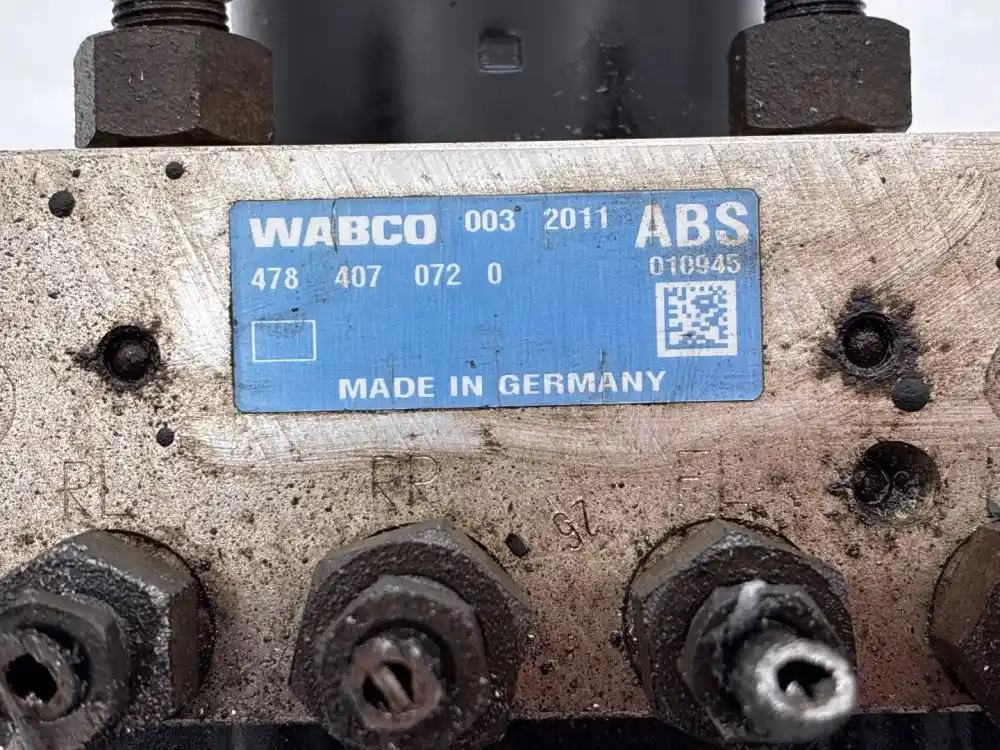 WABCO 003 2011 ABS
478 407 072 0 010945
MADE IN GERMANY
RL RR FL